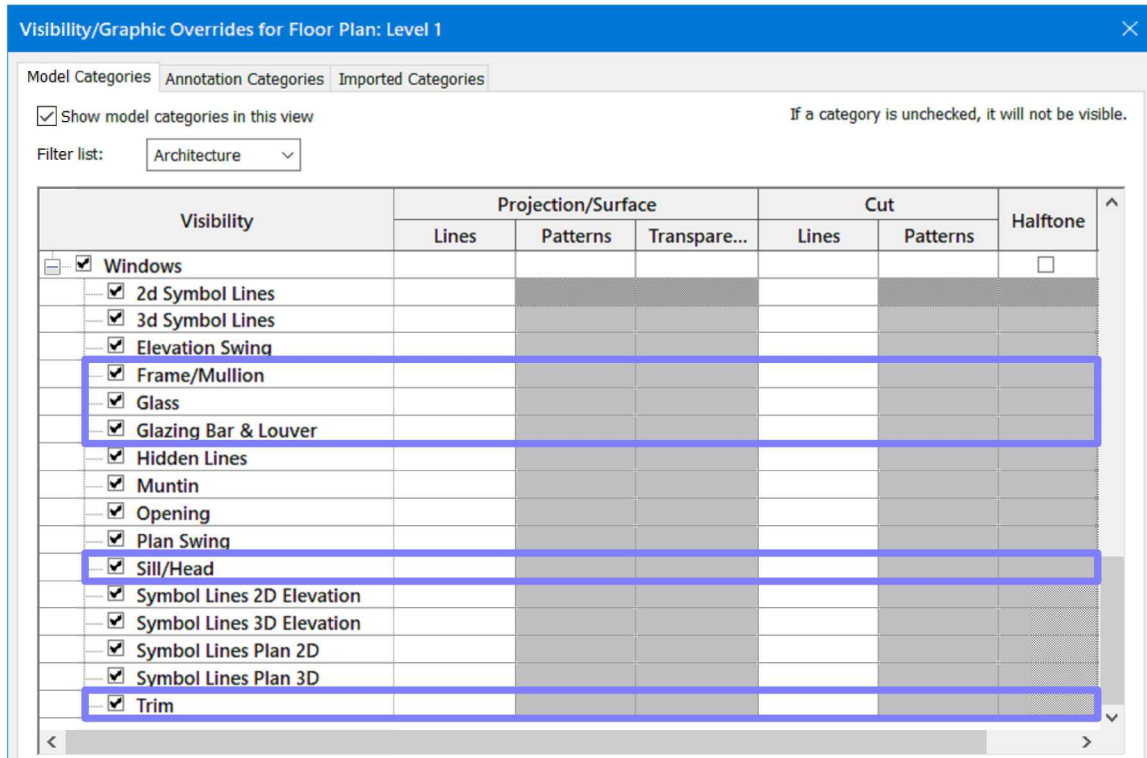 Visibility/Graphic Overrides for Floor Plan: Level 1
Model Categories Annotation Categories Imported Categories
Show model categories in this view If a category is unchecked, it will not be visible.
Filter list: Architecture
Visibility Projection/Surface Cut Halftone
Lines Patterns Transpare... Lines Patterns
Windows
2d Symbol Lines
3d Symbol Lines
Elevation Swing
Frame/Mullion
Glass
Glazing Bar & Louver
Hidden Lines
Muntin
Opening
Plan Swing
Sill/Head
Symbol Lines 2D Elevation
Symbol Lines 3D Elevation
Symbol Lines Plan 2D
Symbol Lines Plan 3D
Trim